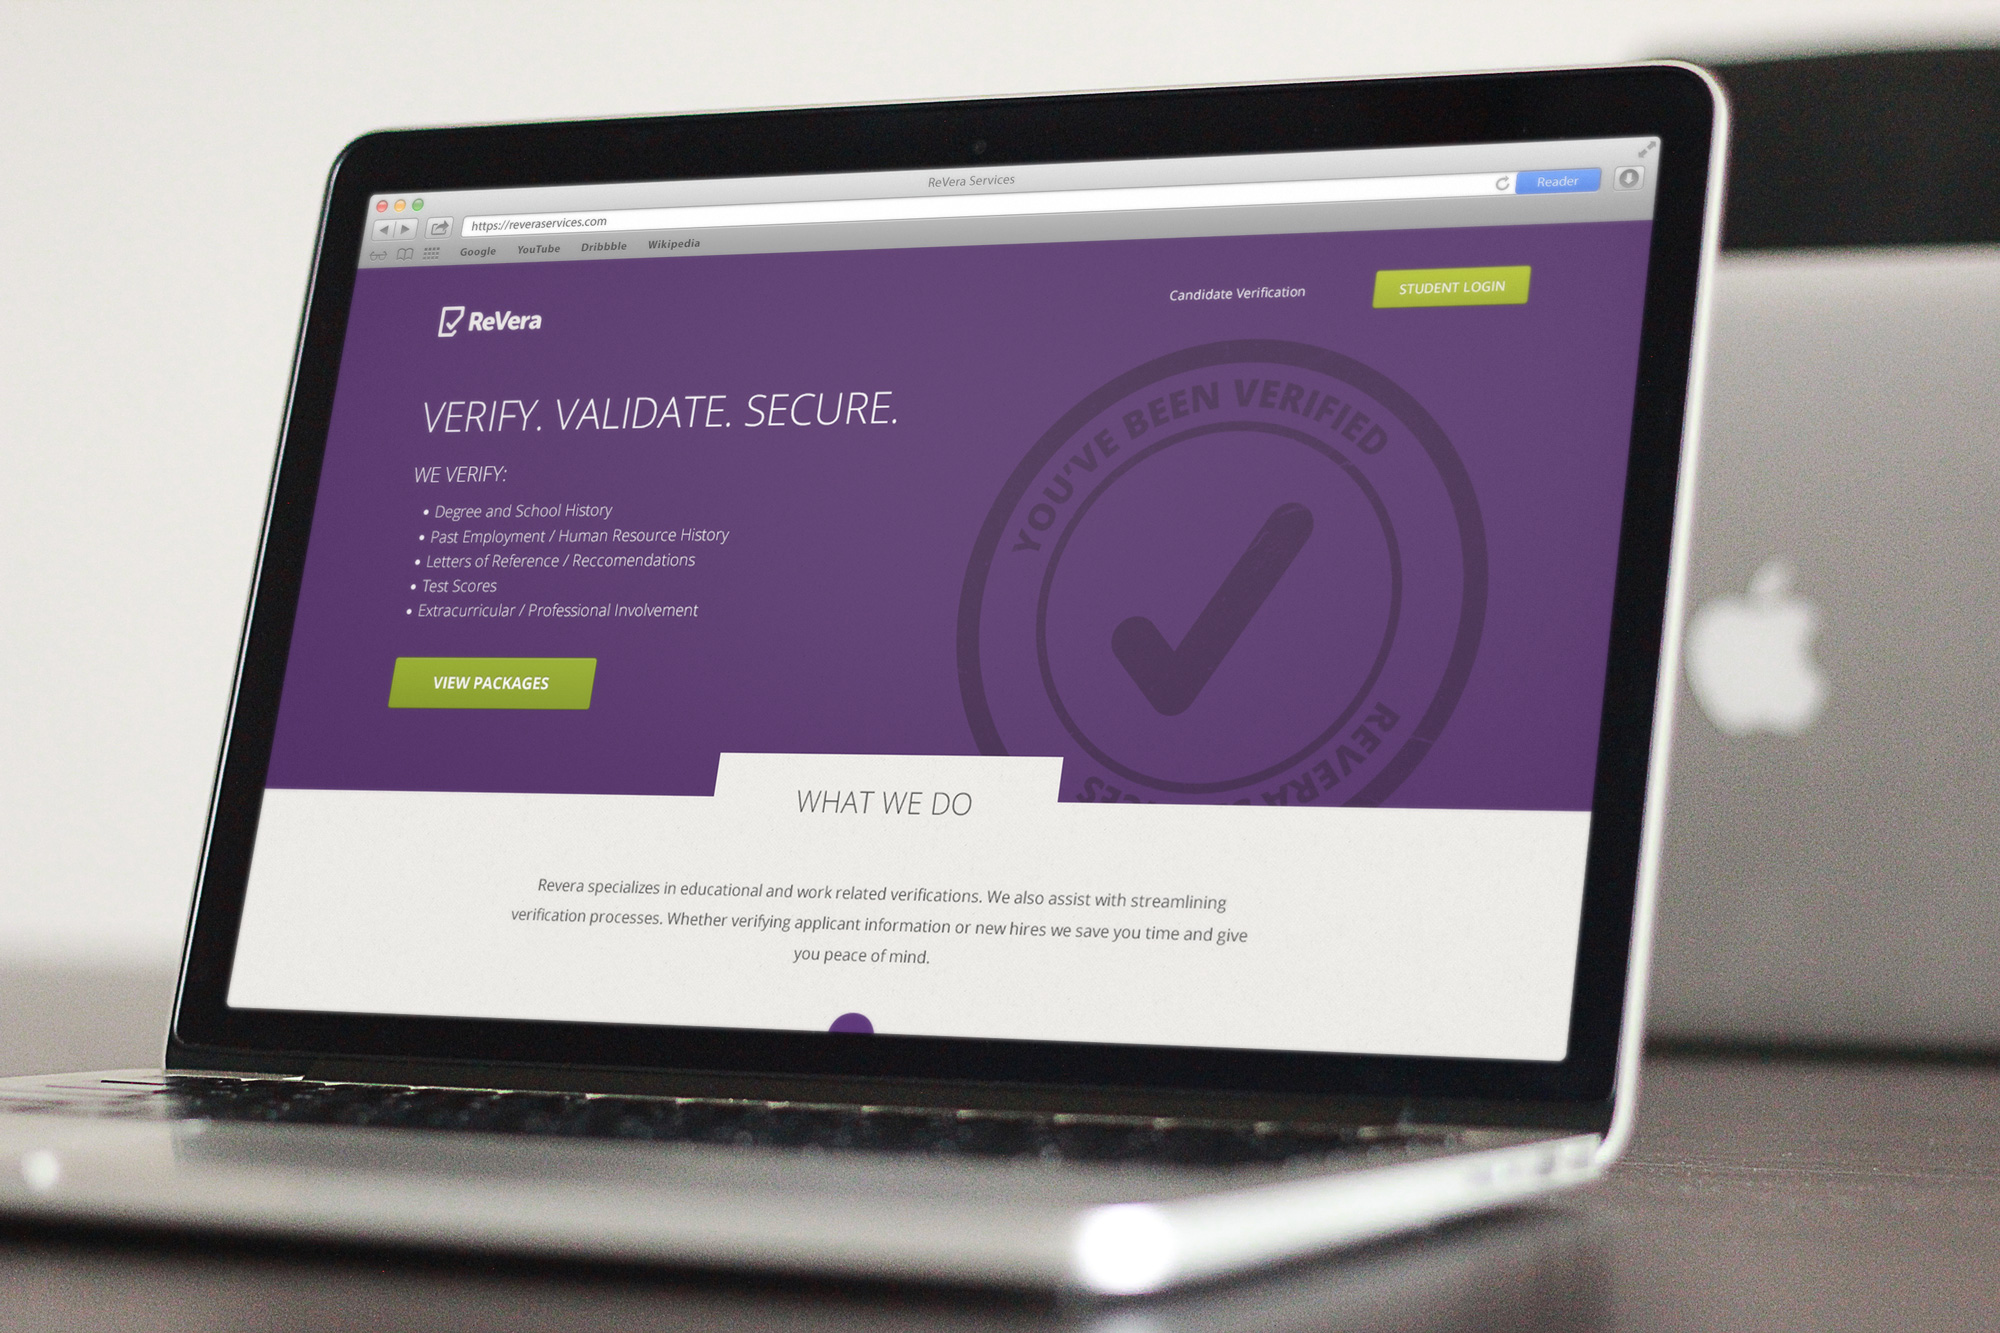 ReVera Services
https://reveraservices.com
Reader
Google YouTube Dribbble Wikipedia
Candidate Verification
STUDENT LOGIN
ReVera
VERIFY. VALIDATE. SECURE.
WE VERIFY:
• Degree and School History
• Past Employment / Human Resource History
• Letters of Reference / Reccomendations
• Test Scores
• Extracurricular / Professional Involvement
VIEW PACKAGES
YOU'VE BEEN VERIFIED
REVERA
WHAT WE DO
Revera specializes in educational and work related verifications. We also assist with streamlining
verification processes. Whether verifying applicant information or new hires we save you time and give
you peace of mind.